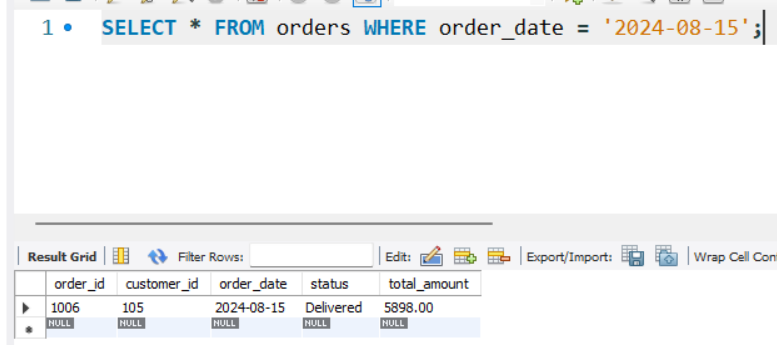 1 SELECT * FROM orders WHERE order_date = '2024-08-15';
Result Grid Filter Rows: Edit: Export/Import: Wrap Cell Con
order_id customer_id order_date status total_amount
1006 105 2024-08-15 Delivered 5898.00
NULL NULL NULL NULL NULL